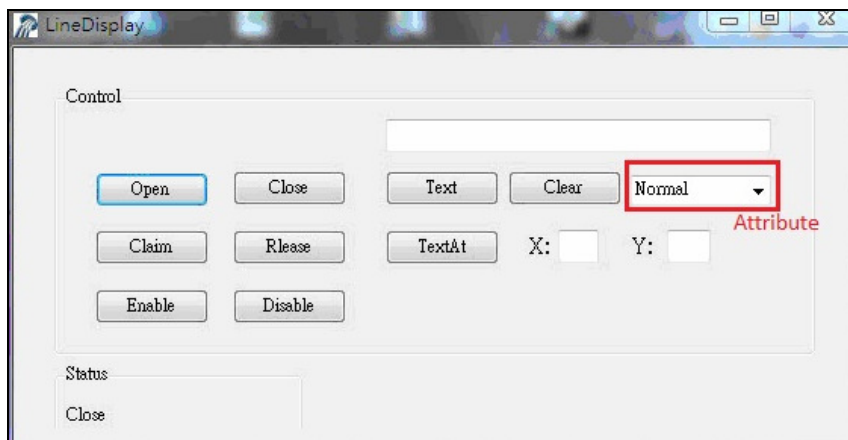 LineDisplay
Control
Open Close Text Clear Normal
Attribute
Claim Rlease TextAt X: Y:
Enable Disable
Status
Close